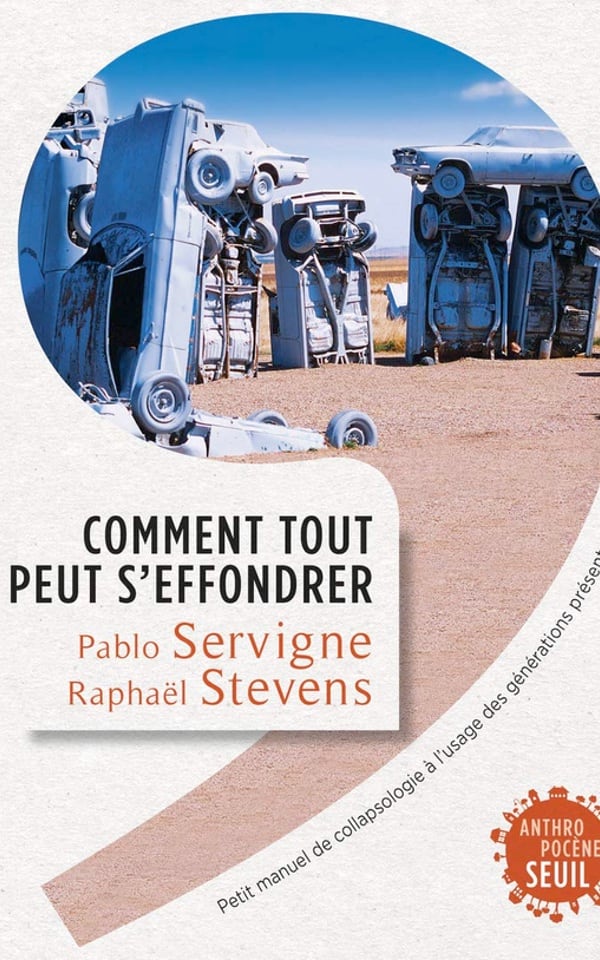 COMMENT TOUT
PEUT S’EFFONDRER
Pablo Servigne
Raphaël Stevens
Petit manuel de collapsologie à l’usage des générations présent
ANTHRO
POCÈNE
SEUIL